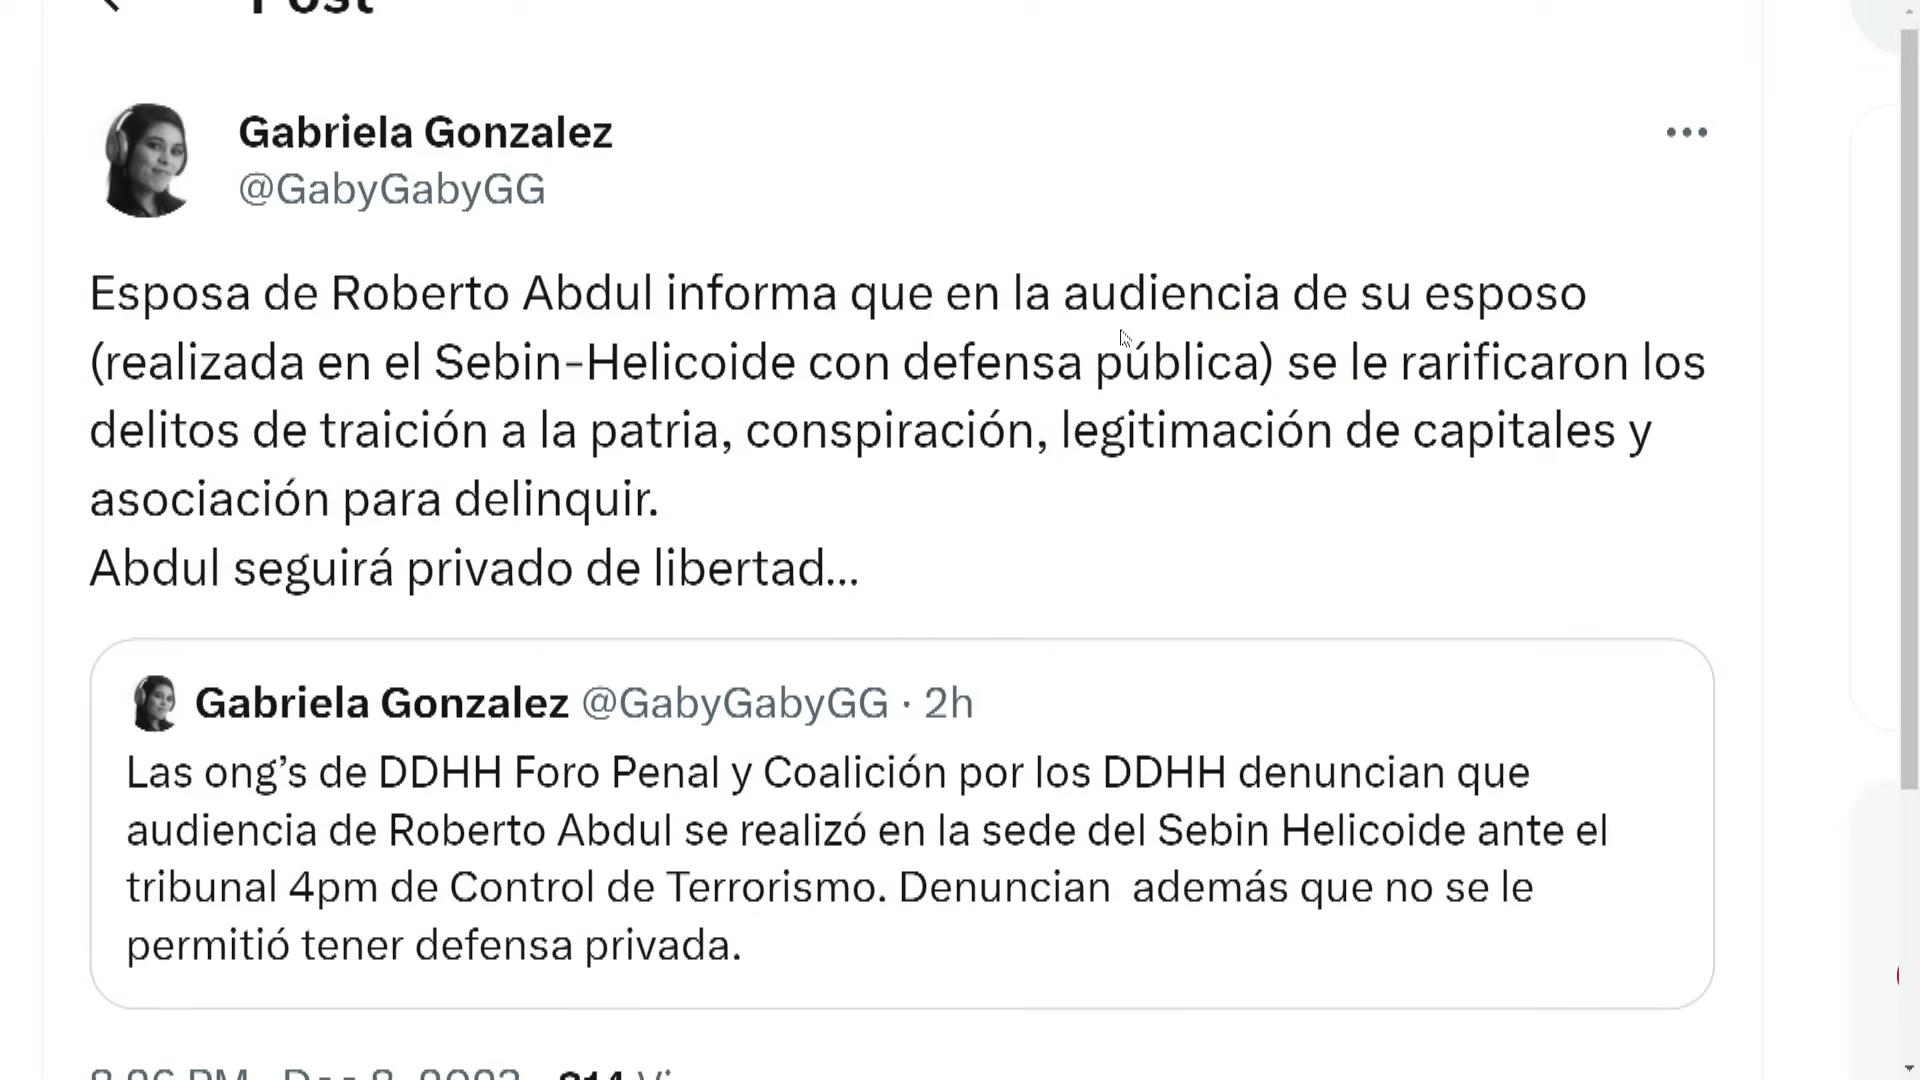 Post
Gabriela Gonzalez
@GabyGabyGG
Esposa de Roberto Abdul informa que en la audiencia de su esposo
(realizada en el Sebin-Helicoide con defensa pública) se le rarificaron los
delitos de traición a la patria, conspiración, legitimación de capitales y
asociación para delinquir.
Abdul seguirá privado de libertad...
Gabriela Gonzalez @GabyGabyGG · 2h
Las ong’s de DDHH Foro Penal y Coalición por los DDHH denuncian que
audiencia de Roberto Abdul se realizó en la sede del Sebin Helicoide ante el
tribunal 4pm de Control de Terrorismo. Denuncian  además que no se le
permitió tener defensa privada.